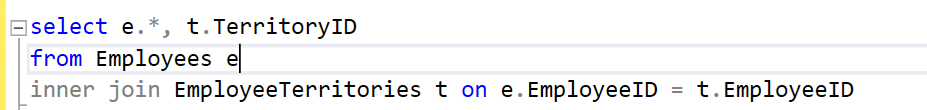 select e.*, t.TerritoryID
from Employees e
inner join EmployeeTerritories t on e.EmployeeID = t.EmployeeID